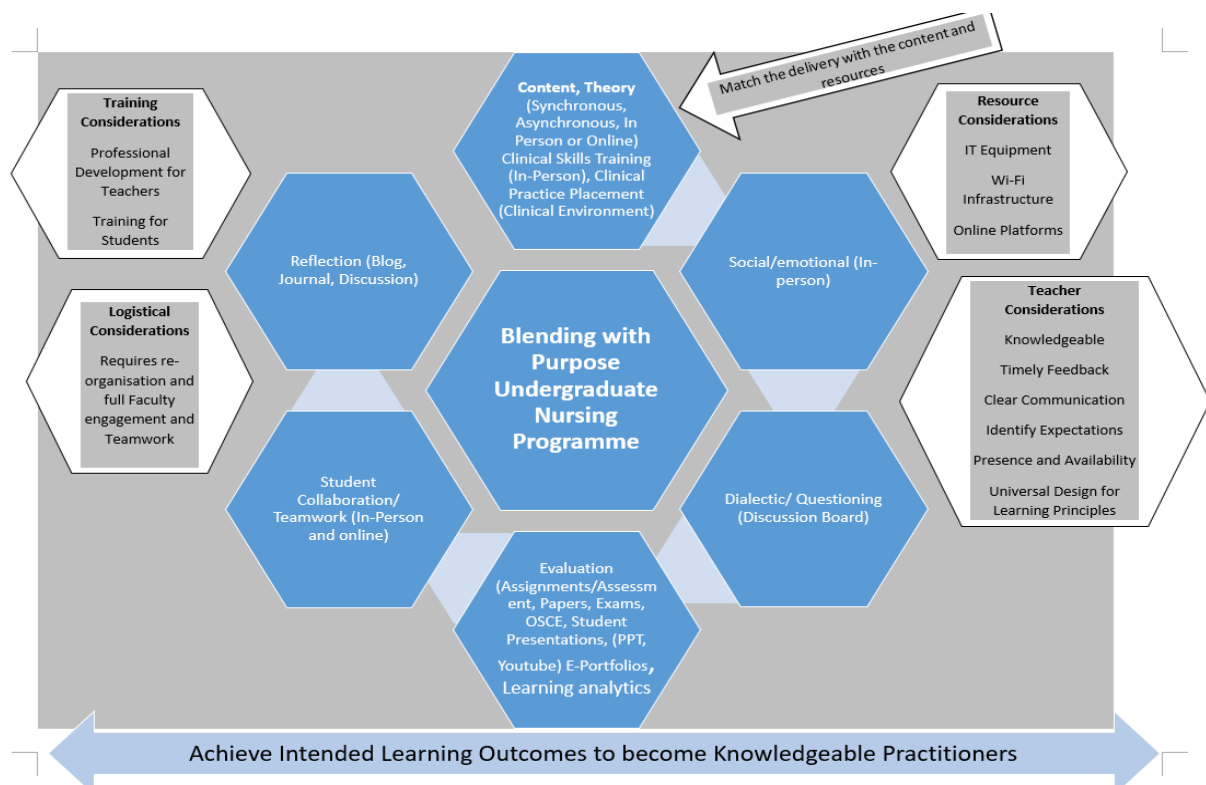 Match the delivery with the content and
resources
Training
Considerations
Professional
Development for
Teachers
Training for
Students
Content, Theory
(Synchronous,
Asynchronous, In
Person or Online)
Clinical Skills Training
(In-Person), Clinical
Practice Placement
(Clinical Environment)
Resource
Considerations
IT Equipment
Wi-Fi
Infrastructure
Online Platforms
Reflection (Blog,
Journal, Discussion)
Social/emotional (In-
person)
Logistical
Considerations
Requires re-
organisation and
full Faculty
engagement and
Teamwork
Blending with
Purpose
Undergraduate
Nursing
Programme
Teacher
Considerations
Knowledgeable
Timely Feedback
Clear Communication
Identify Expectations
Presence and Availability
Universal Design for
Learning Principles
Student
Collaboration/
Teamwork (In-Person
and online)
Dialectic/ Questioning
(Discussion Board)
Evaluation
(Assignments/Assessm
ent, Papers, Exams,
OSCE, Student
Presentations, (PPT,
Youtube) E-Portfolios,
Learning analytics
Achieve Intended Learning Outcomes to become Knowledgeable Practitioners